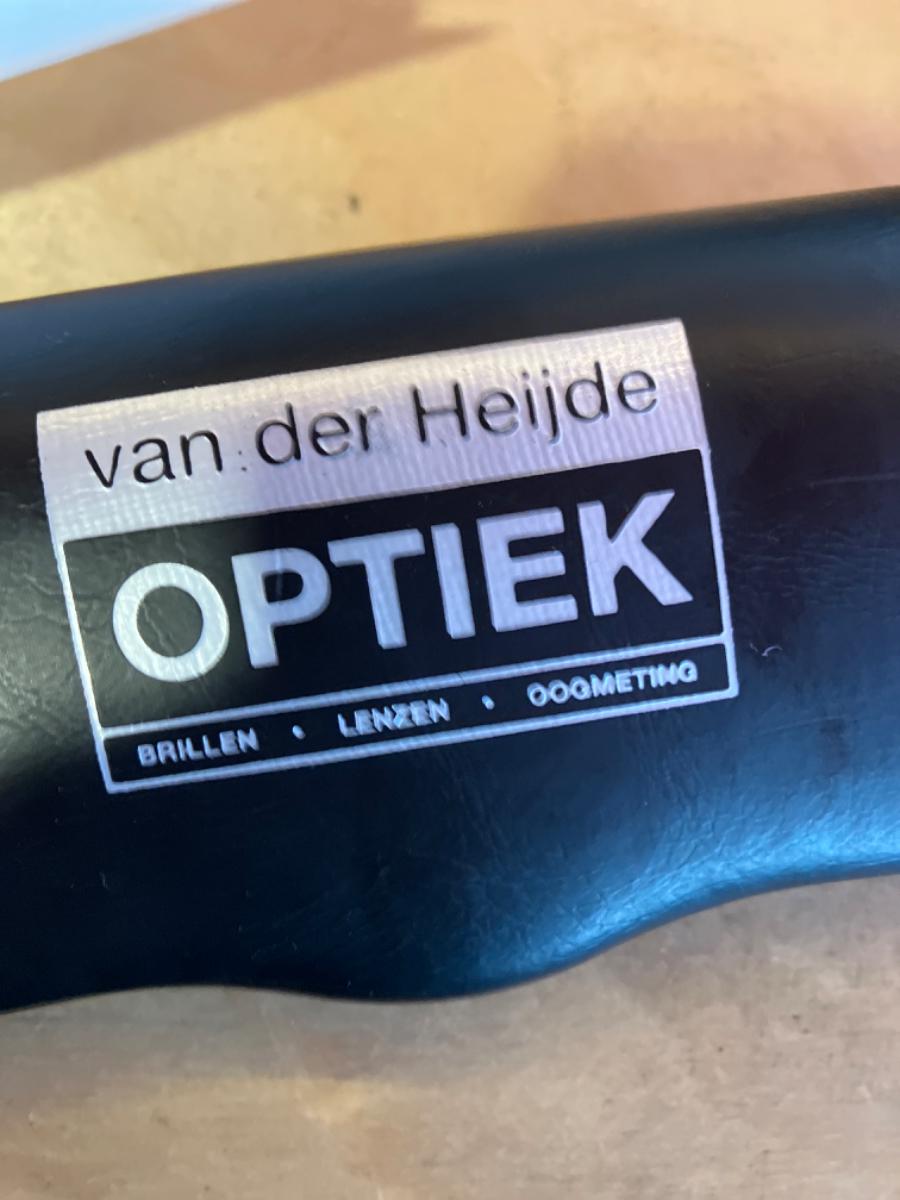 van der Heijde
OPTIEK
BRILLEN • LENZEN • OOGMETING